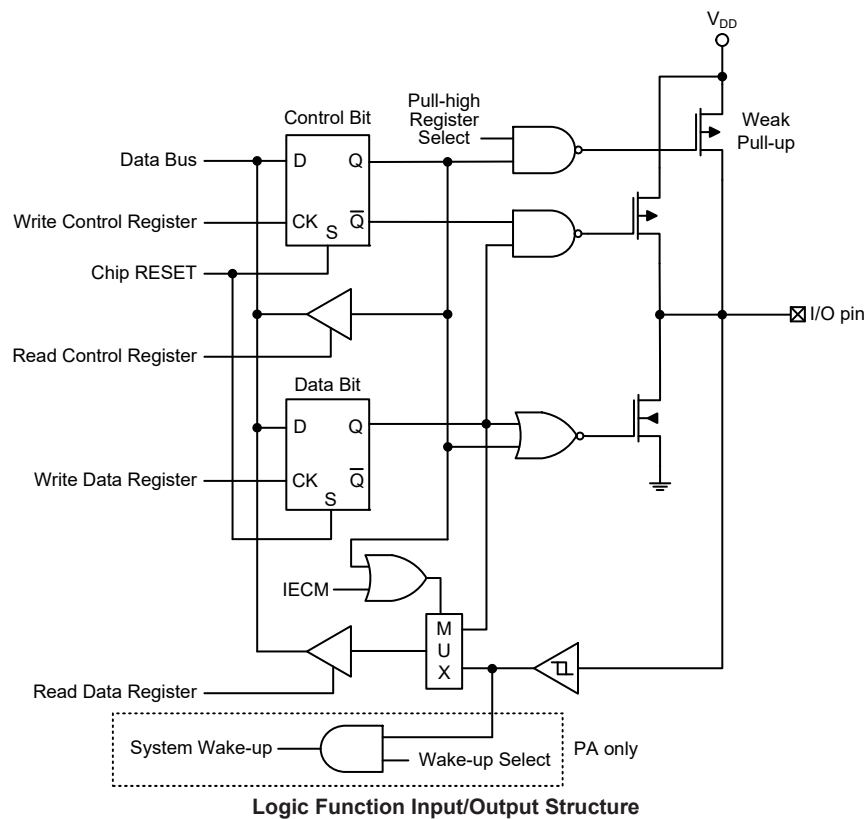 V_DD
Control Bit
Pull-high
Register
Select
Weak
Pull-up
Data Bus
D
Q
Write Control Register
CK
Q̅
S
Chip RESET
I/O pin
Read Control Register
Data Bit
D
Q
Write Data Register
CK
Q̅
S
IECM
M
U
X
Read Data Register
System Wake-up
Wake-up Select
PA only
Logic Function Input/Output Structure